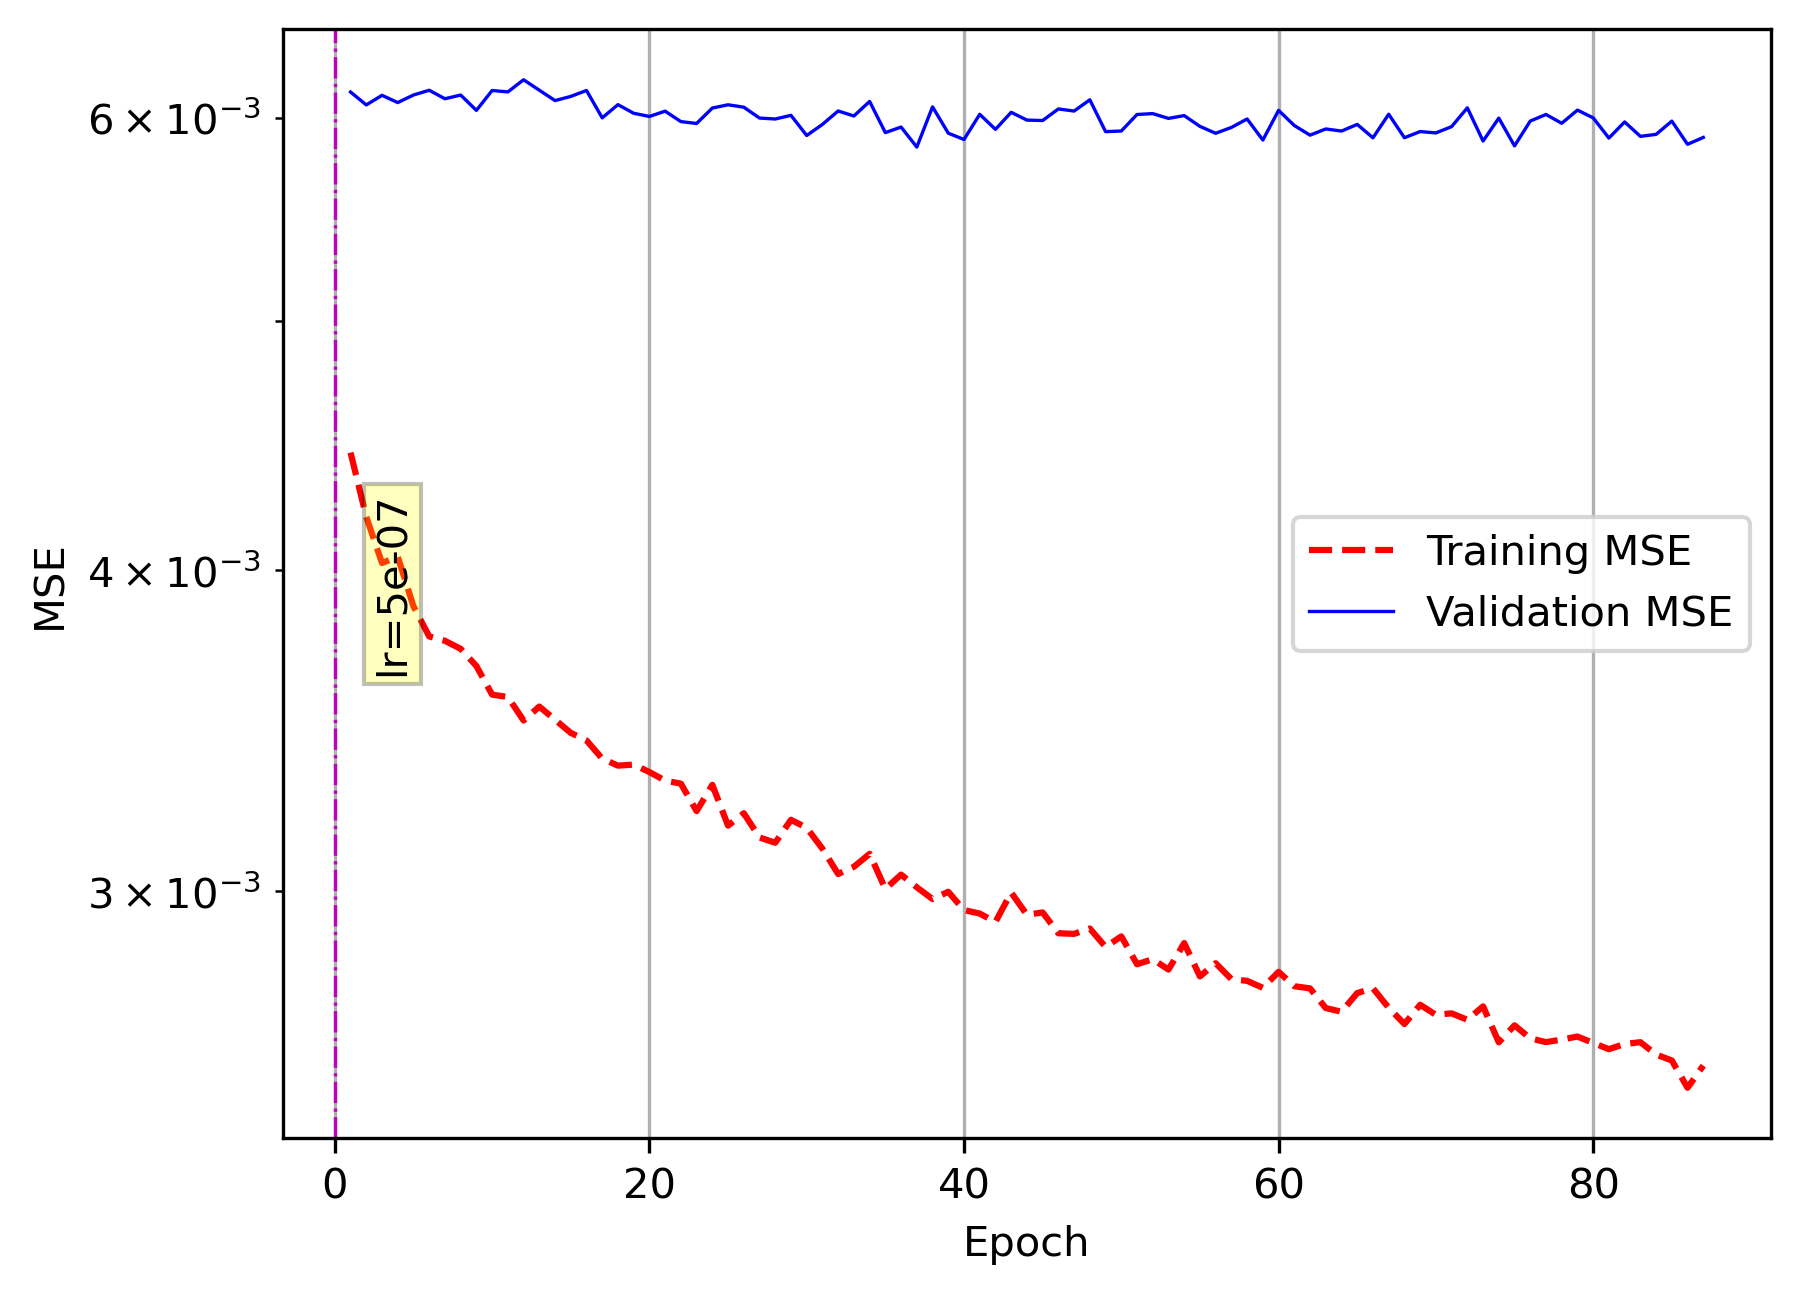 6 × 10⁻³
4 × 10⁻³
3 × 10⁻³
MSE
lr=5e-07
Training MSE
Validation MSE
0 20 40 60 80
Epoch